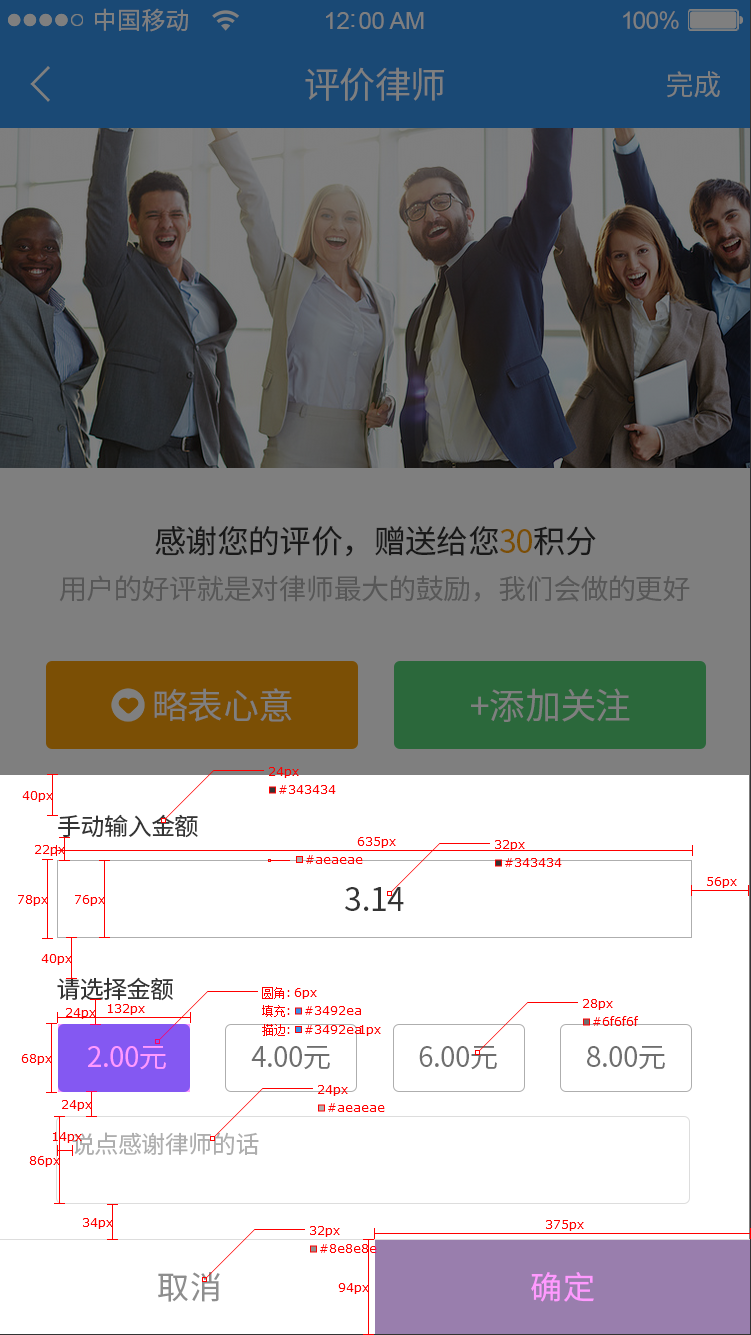 中国移动 12:00 AM 100%
评价律师 完成
感谢您的评价，赠送给您30积分
用户的好评就是对律师最大的鼓励，我们会做的更好
略表心意 +添加关注
24px
#343434
40px
手动输入金额
22px
635px
32px
#aeaeae
#343434
56px
78px
76px
3.14
40px
请选择金额
圆角: 6px
填充: #3492ea
描边: #3492ea 1px
24px
132px
28px
#6f6f6f
68px
2.00元 4.00元 6.00元 8.00元
24px
#aeaeae
24px
14px
说点感谢律师的话
86px
34px
32px
#8e8e8e
375px
94px
取消 确定